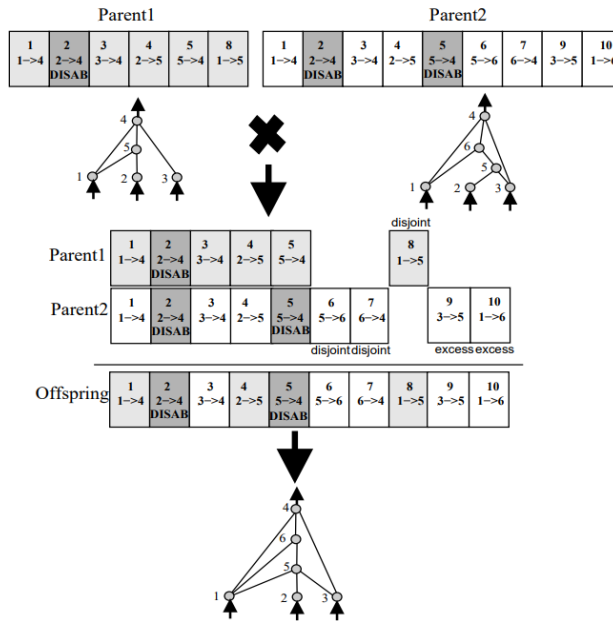 Parent1 Parent2
1 2 3 4 5 8 1 2 3 4 5 6 7 9 10
1->4 2->4 3->4 2->5 5->4 1->5 1->4 2->4 3->4 2->5 5->4 5->6 6->4 3->5 1->6
DISAB DISAB DISAB
4
5
1 2 3
4
6
5
1 2 3
disjoint
Parent1 1 2 3 4 5 8
1->4 2->4 3->4 2->5 5->4 1->5
DISAB
Parent2 1 2 3 4 5 6 7 9 10
1->4 2->4 3->4 2->5 5->4 5->6 6->4 3->5 1->6
DISAB DISAB
disjoint disjoint excess excess
Offspring 1 2 3 4 5 6 7 8 9 10
1->4 2->4 3->4 2->5 5->4 5->6 6->4 1->5 3->5 1->6
DISAB DISAB
4
6
5
1 2 3